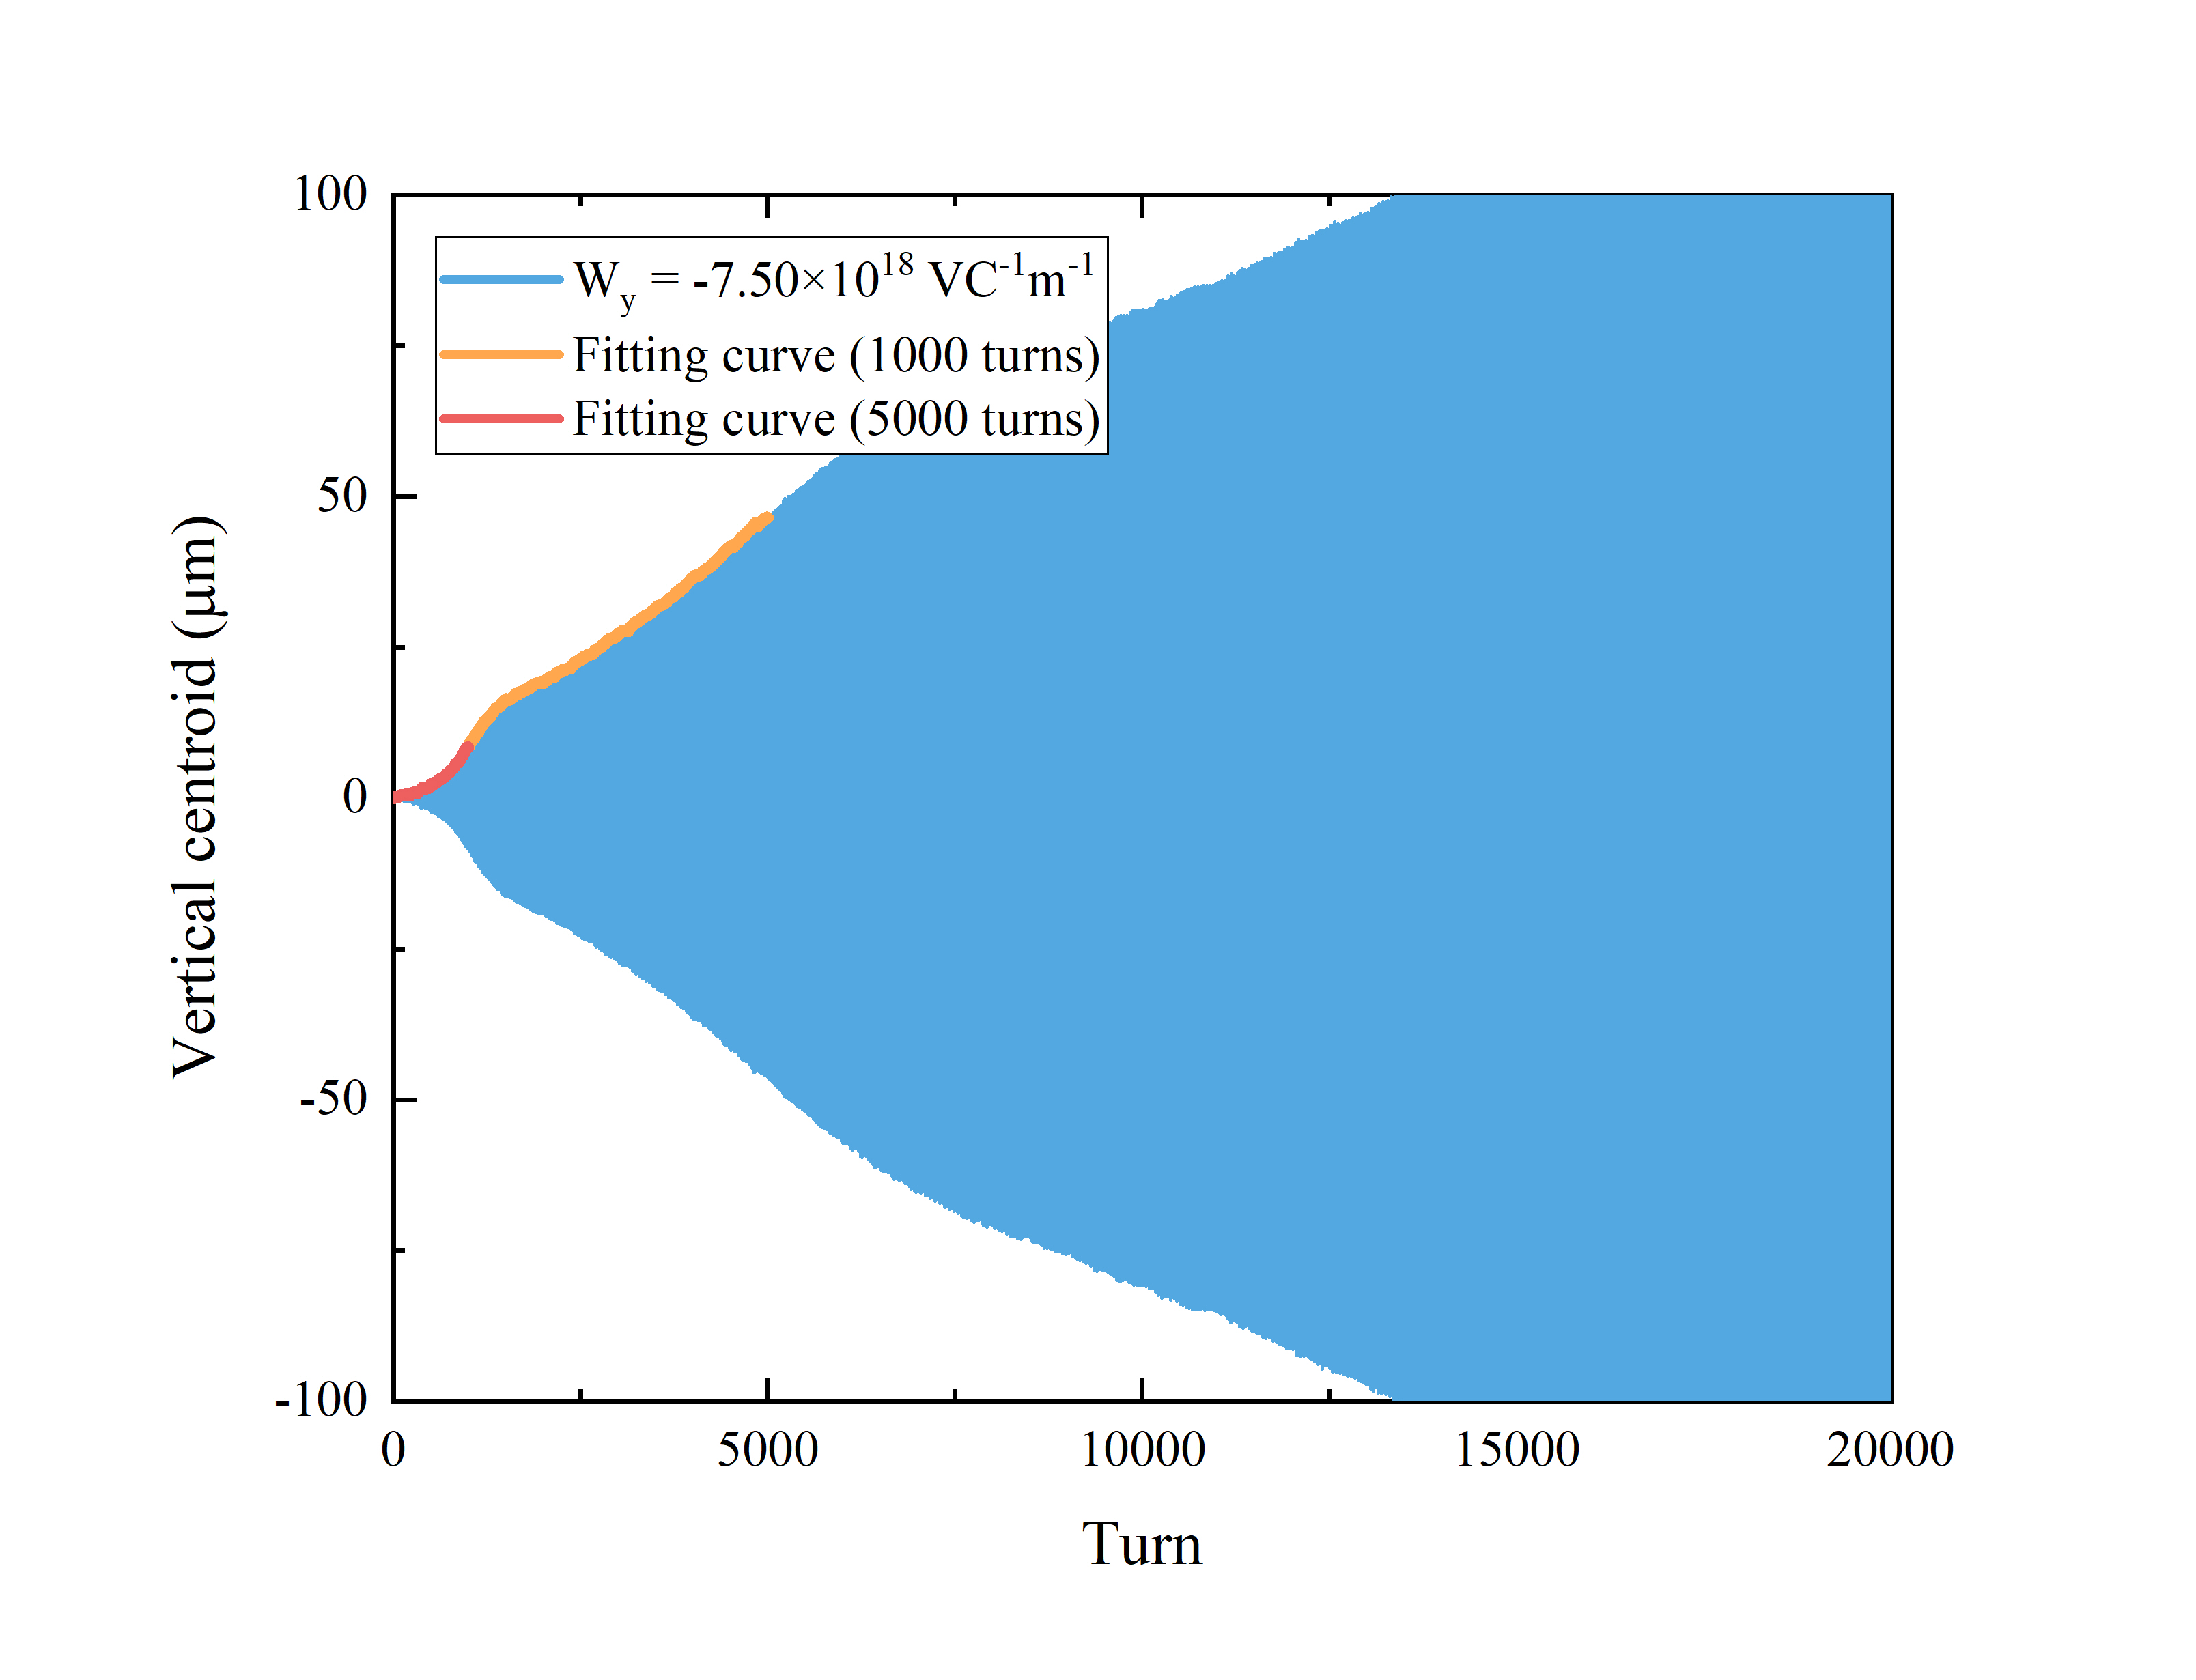 100
50
0
-50
-100
W_y = -7.50×10^18 VC^-1m^-1
Fitting curve (1000 turns)
Fitting curve (5000 turns)
Vertical centroid (μm)
0 5000 10000 15000 20000
Turn